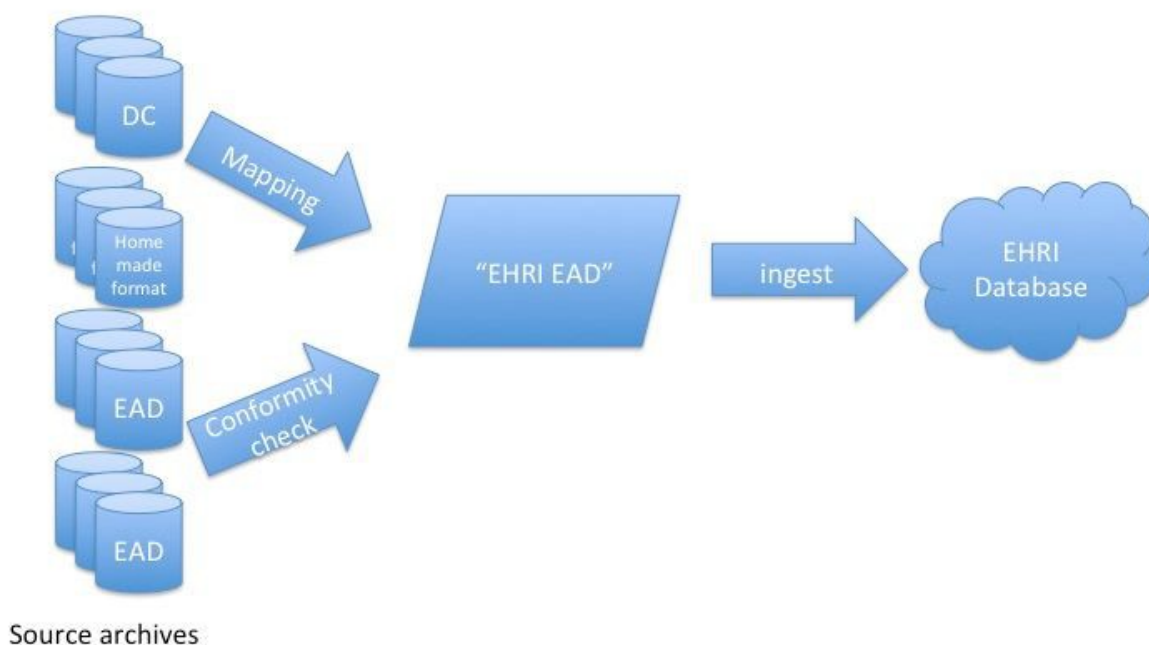 DC
Mapping
Home
made
format
"EHRI EAD"
ingest
EHRI
Database
EAD
Conformity
check
EAD
Source archives